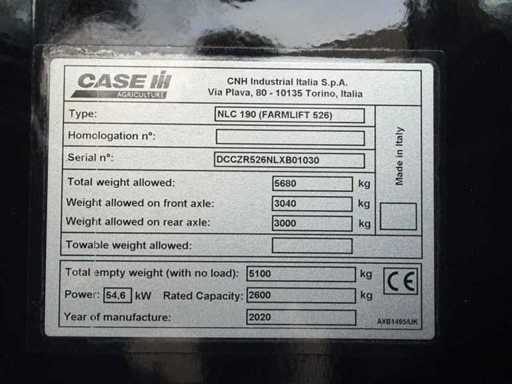 CASE IH
AGRICULTURE
CNH Industrial Italia S.p.A.
Via Plava, 80 - 10135 Torino, Italia
Type: NLC 190 (FARMLIFT 526)
Homologation n°:
Serial n°: DCCZR526NLXB01030
Made in Italy
Total weight allowed: 5680 kg
Weight allowed on front axle: 3040 kg
Weight allowed on rear axle: 3000 kg
Towable weight allowed: kg
Total empty weight (with no load): 5100 kg
Power: 54,6 kW Rated Capacity: 2600 kg
CE
Year of manufacture: 2020
AXB1495/UK